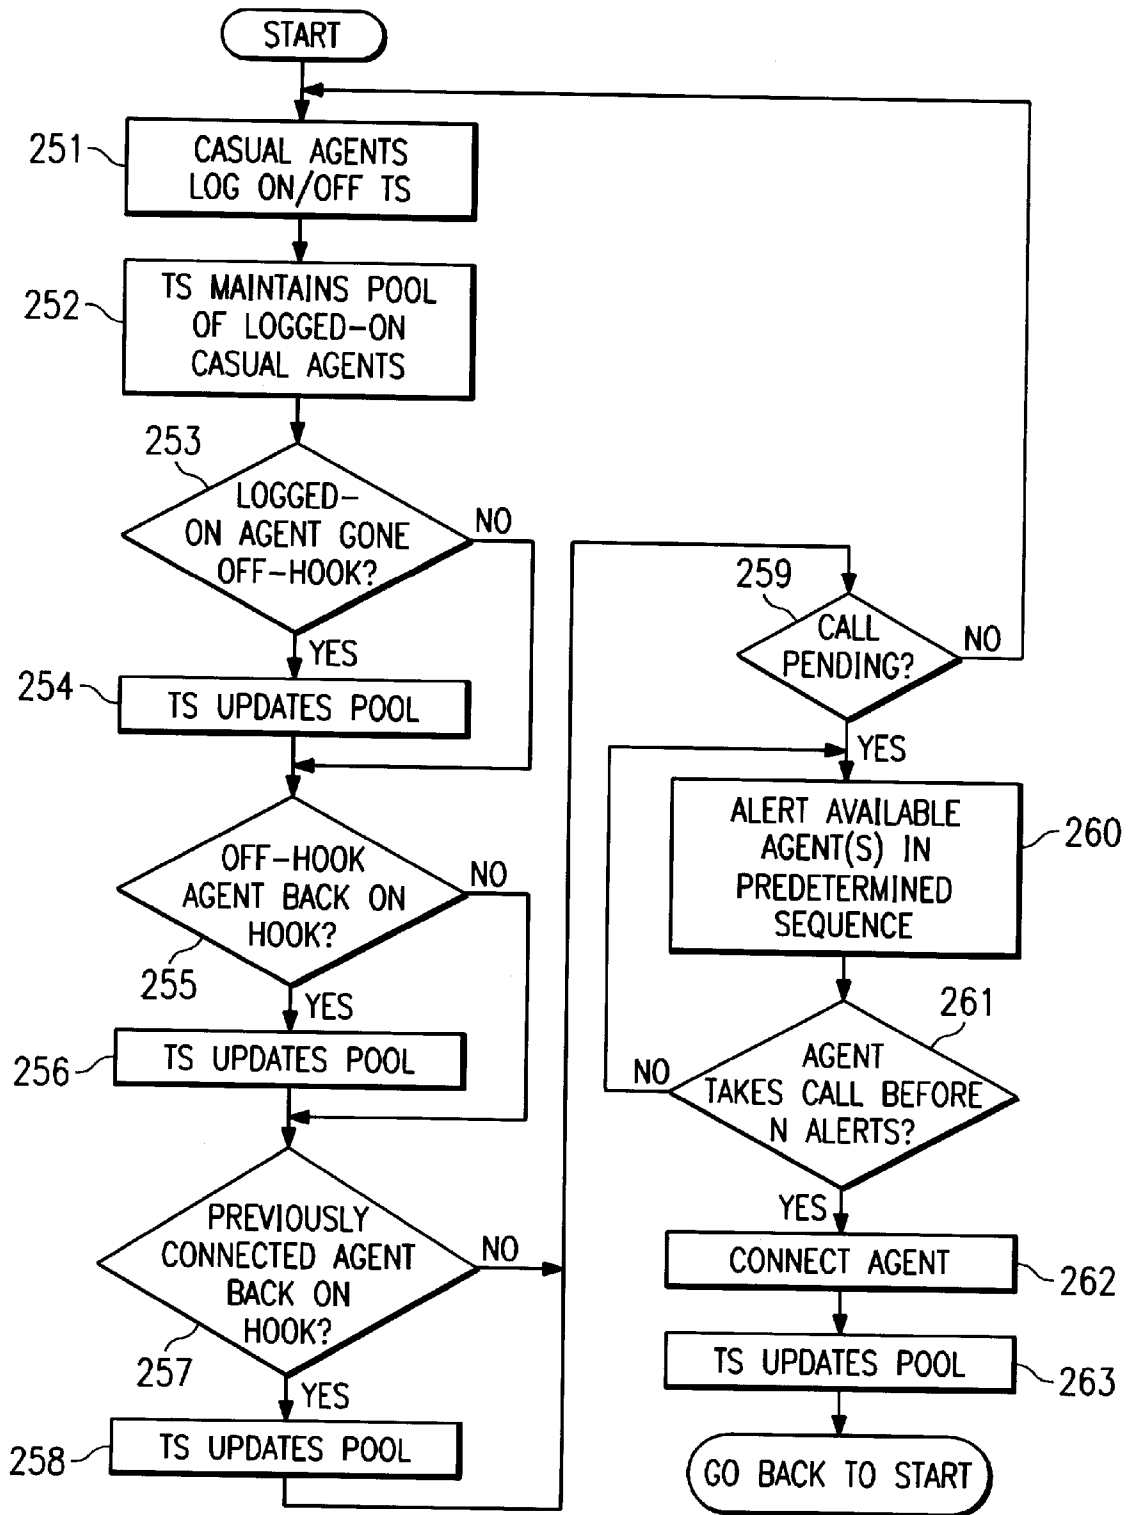 START
251
CASUAL AGENTS
LOG ON/OFF TS
252
TS MAINTAINS POOL
OF LOGGED-ON
CASUAL AGENTS
253
LOGGED-
ON AGENT GONE
OFF-HOOK?
NO
YES
254
TS UPDATES POOL
OFF-HOOK
AGENT BACK ON
HOOK?
NO
255
YES
256
TS UPDATES POOL
PREVIOUSLY
CONNECTED AGENT
BACK ON
HOOK?
NO
257
YES
258
TS UPDATES POOL
259
CALL
PENDING?
NO
YES
ALERT AVAILABLE
AGENT(S) IN
PREDETERMINED
SEQUENCE
260
261
AGENT
TAKES CALL BEFORE
N ALERTS?
NO
YES
CONNECT AGENT
262
TS UPDATES POOL
263
GO BACK TO START